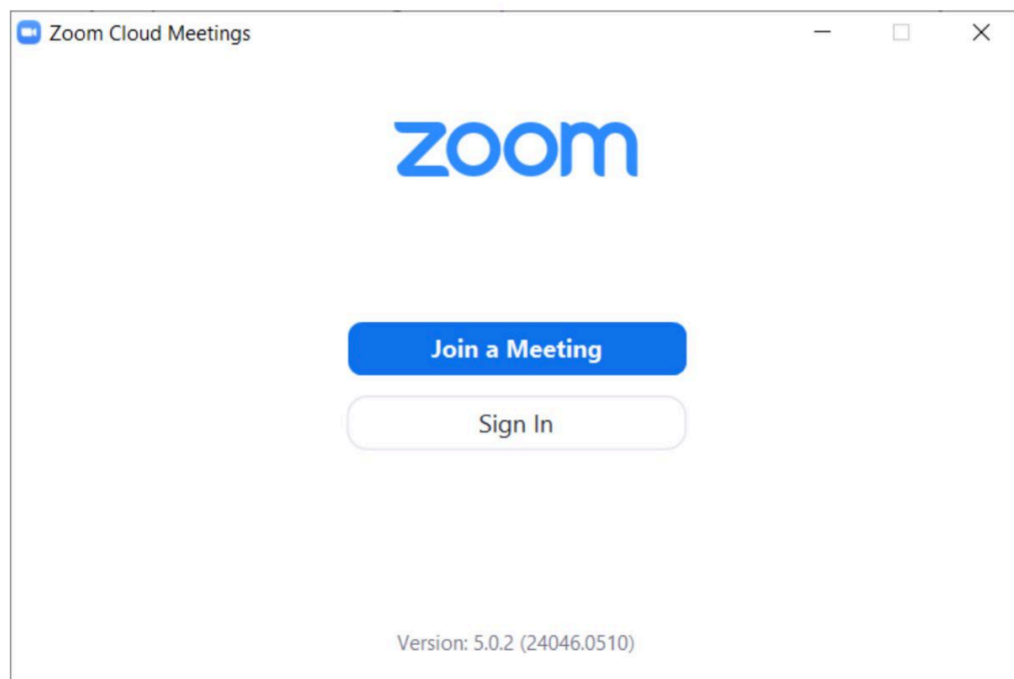 Zoom Cloud Meetings
zoom
Join a Meeting
Sign In
Version: 5.0.2 (24046.0510)